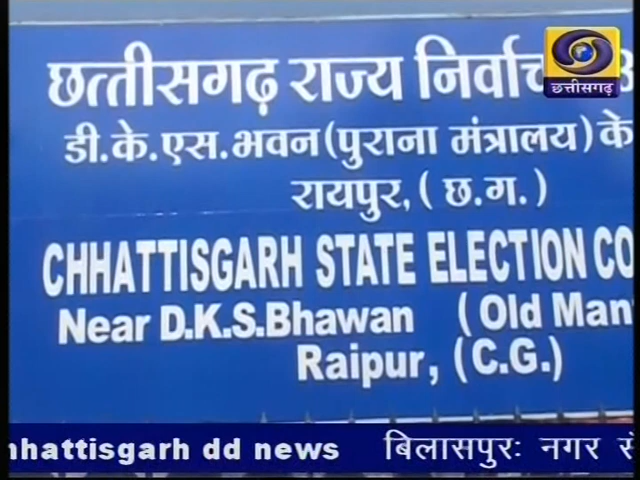 छत्तीसगढ़ राज्य निर्वाच
छत्तीसगढ़
डी.के.एस.भवन(पुराना मंत्रालय) के
रायपुर, ( छ.ग. )
CHHATTISGARH STATE ELECTION CO
Near D.K.S.Bhawan ( Old Man
Raipur, (C.G.)
hhattisgarh dd news बिलासपुरः नगर से